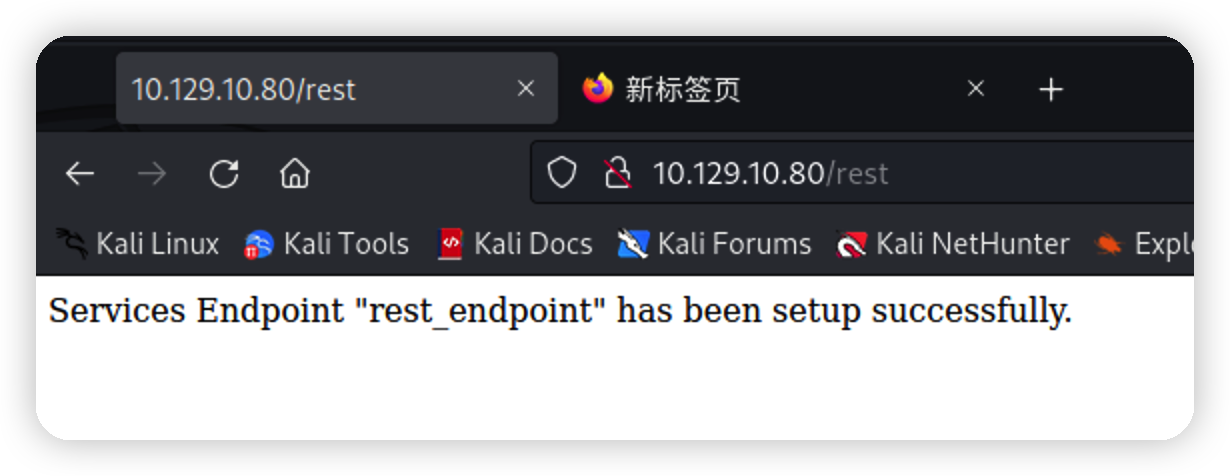 10.129.10.80/rest
新标签页
10.129.10.80/rest
Kali Linux Kali Tools Kali Docs Kali Forums Kali NetHunter
Services Endpoint "rest_endpoint" has been setup successfully.